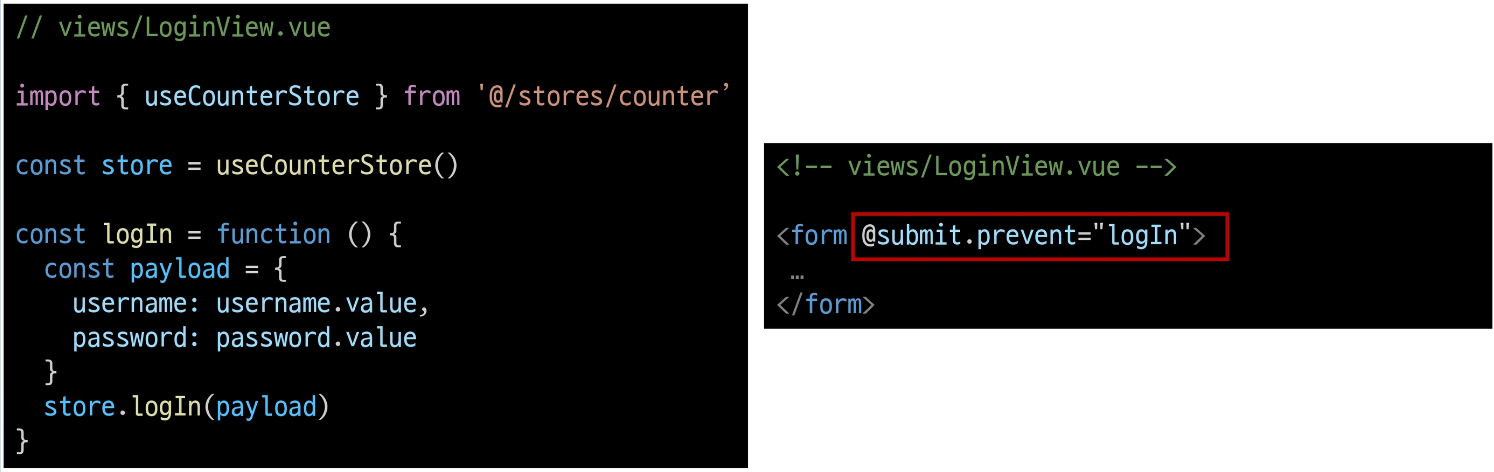 // views/LoginView.vue
import { useCounterStore } from '@/stores/counter’
const store = useCounterStore()
const logIn = function () {
  const payload = {
    username: username.value,
    password: password.value
  }
  store.logIn(payload)
}
<!-- views/LoginView.vue -->
<form @submit.prevent="logIn">
 …
</form>